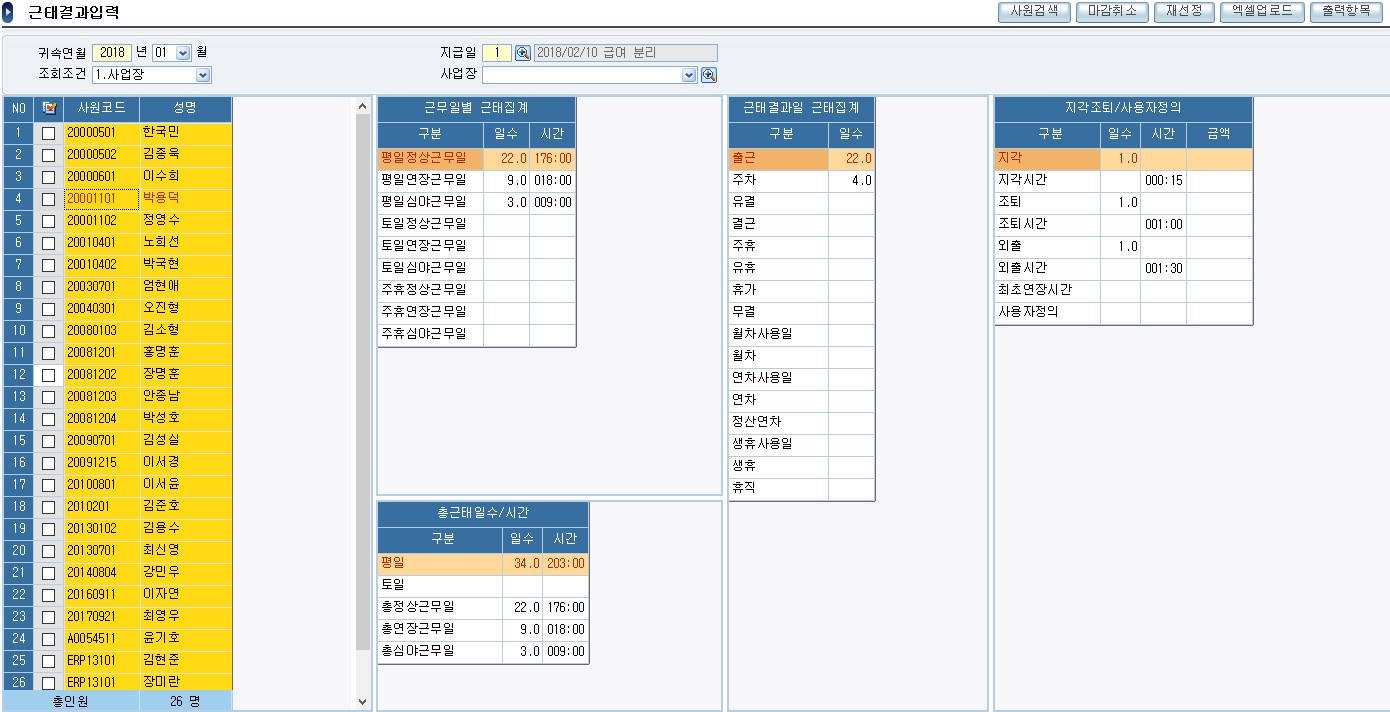 근태결과입력
사원검색 마감취소 재선정 엑셀업로드 출력항목
귀속연월 2018 년 01 월 지급일 1 2018/02/10 급여 분리
조회조건 1.사업장 사업장
NO 사원코드 성명
1 20000501 한국민
2 20000502 김종욱
3 20000601 이수희
4 20001101 박용덕
5 20001102 정영수
6 20010401 노희선
7 20010402 박국현
8 20030701 엄현애
9 20040301 오진형
10 20080103 김소형
11 20081201 홍명훈
12 20081202 장명훈
13 20081203 안종남
14 20081204 박성호
15 20090701 김성실
16 20091215 이서경
17 20100801 이서윤
18 2010201 김준호
19 20130102 김용수
20 20130701 최신영
21 20140804 강민우
22 20160911 이자연
23 20170921 최영우
24 A0054511 윤기호
25 ERP13101 김현준
26 ERP13I01 장미란
총인원 26 명
근무일별 근태집계
구분 일수 시간
평일정상근무일 22.0 176:00
평일연장근무일 9.0 018:00
평일심야근무일 3.0 009:00
토일정상근무일
토일연장근무일
토일심야근무일
주휴정상근무일
주휴연장근무일
주휴심야근무일
총근태일수/시간
구분 일수 시간
평일 34.0 203:00
토일
총정상근무일 22.0 176:00
총연장근무일 9.0 018:00
총심야근무일 3.0 009:00
근태결과일 근태집계
구분 일수
출근 22.0
주차 4.0
유결
결근
주휴
유휴
휴가
무결
월차사용일
월차
연차사용일
연차
정산연차
생휴사용일
생휴
휴직
지각조퇴/사용자정의
구분 일수 시간 금액
지각 1.0
지각시간 000:15
조퇴 1.0
조퇴시간 001:00
외출 1.0
외출시간 001:30
최초연장시간
사용자정의